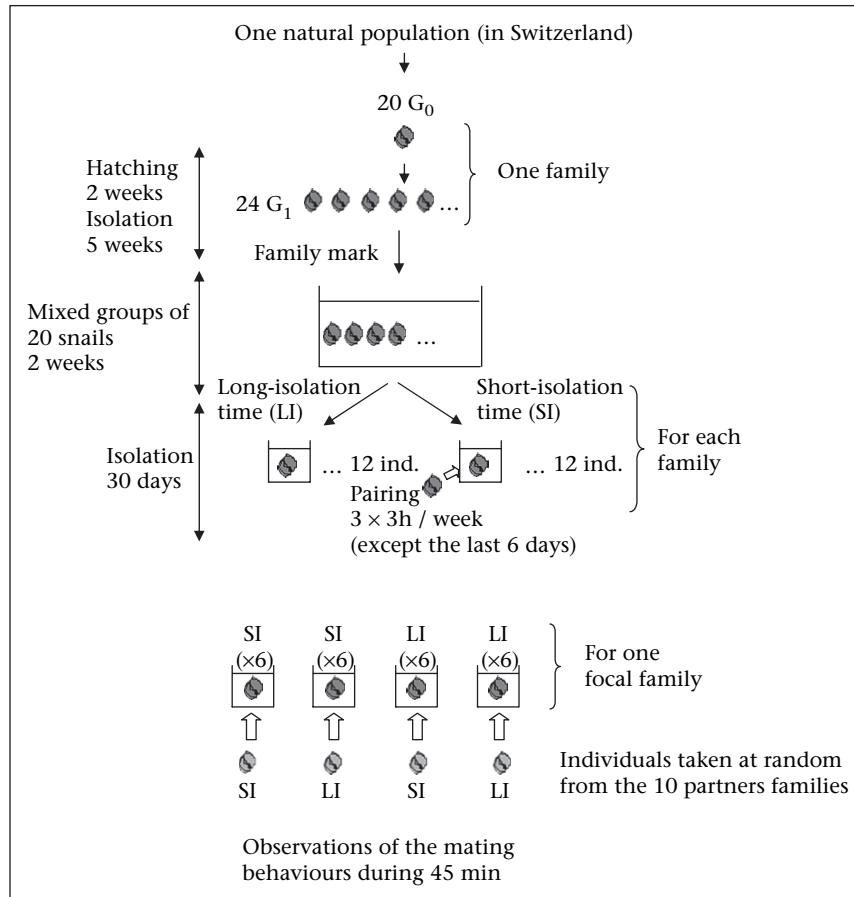 One natural population (in Switzerland)
20 G₀
Hatching
2 weeks
Isolation
5 weeks
One family
24 G₁
...
Family mark
Mixed groups of
20 snails
2 weeks
...
Long-isolation
time (LI)
Short-isolation
time (SI)
Isolation
30 days
... 12 ind.
... 12 ind.
For each
family
Pairing
3 × 3h / week
(except the last 6 days)
SI
(×6)
SI
(×6)
LI
(×6)
LI
(×6)
For one
focal family
SI
LI
SI
LI
Individuals taken at random
from the 10 partners families
Observations of the mating
behaviours during 45 min